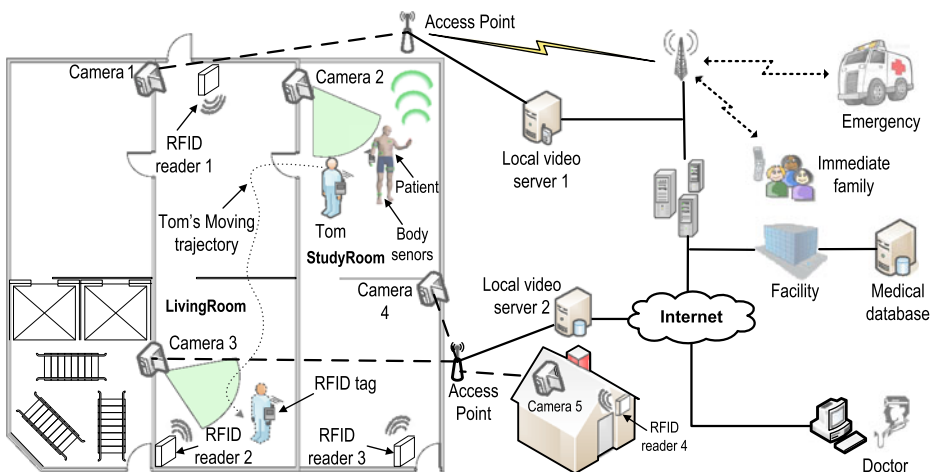 Access Point
Camera 1
Camera 2
RFID
reader 1
Emergency
Local video
server 1
Immediate
family
Patient
Tom's Moving
trajectory
Tom
Body
senors
StudyRoom
Camera
4
Local video
server 2
Internet
Facility
Medical
database
LivingRoom
Camera 3
RFID tag
Access
Point
Camera 5
RFID
reader 2
RFID
reader 3
RFID
reader 4
Doctor